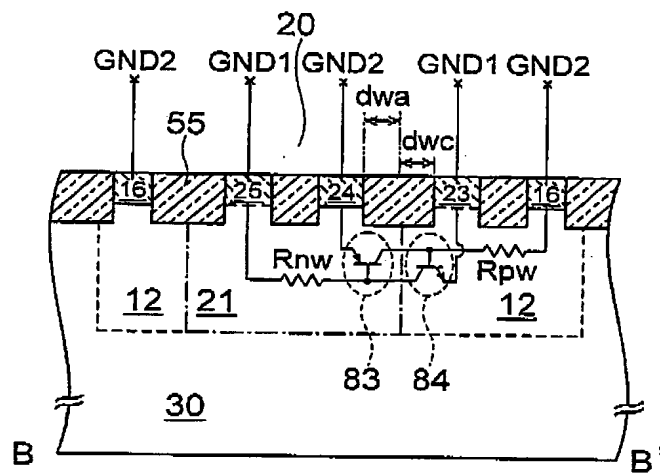 20
GND2 GND1 GND2 GND1 GND2
dwa
55
dwc
16 25 24 23 16
Rnw Rpw
12 21 12
83 84
30
B B'